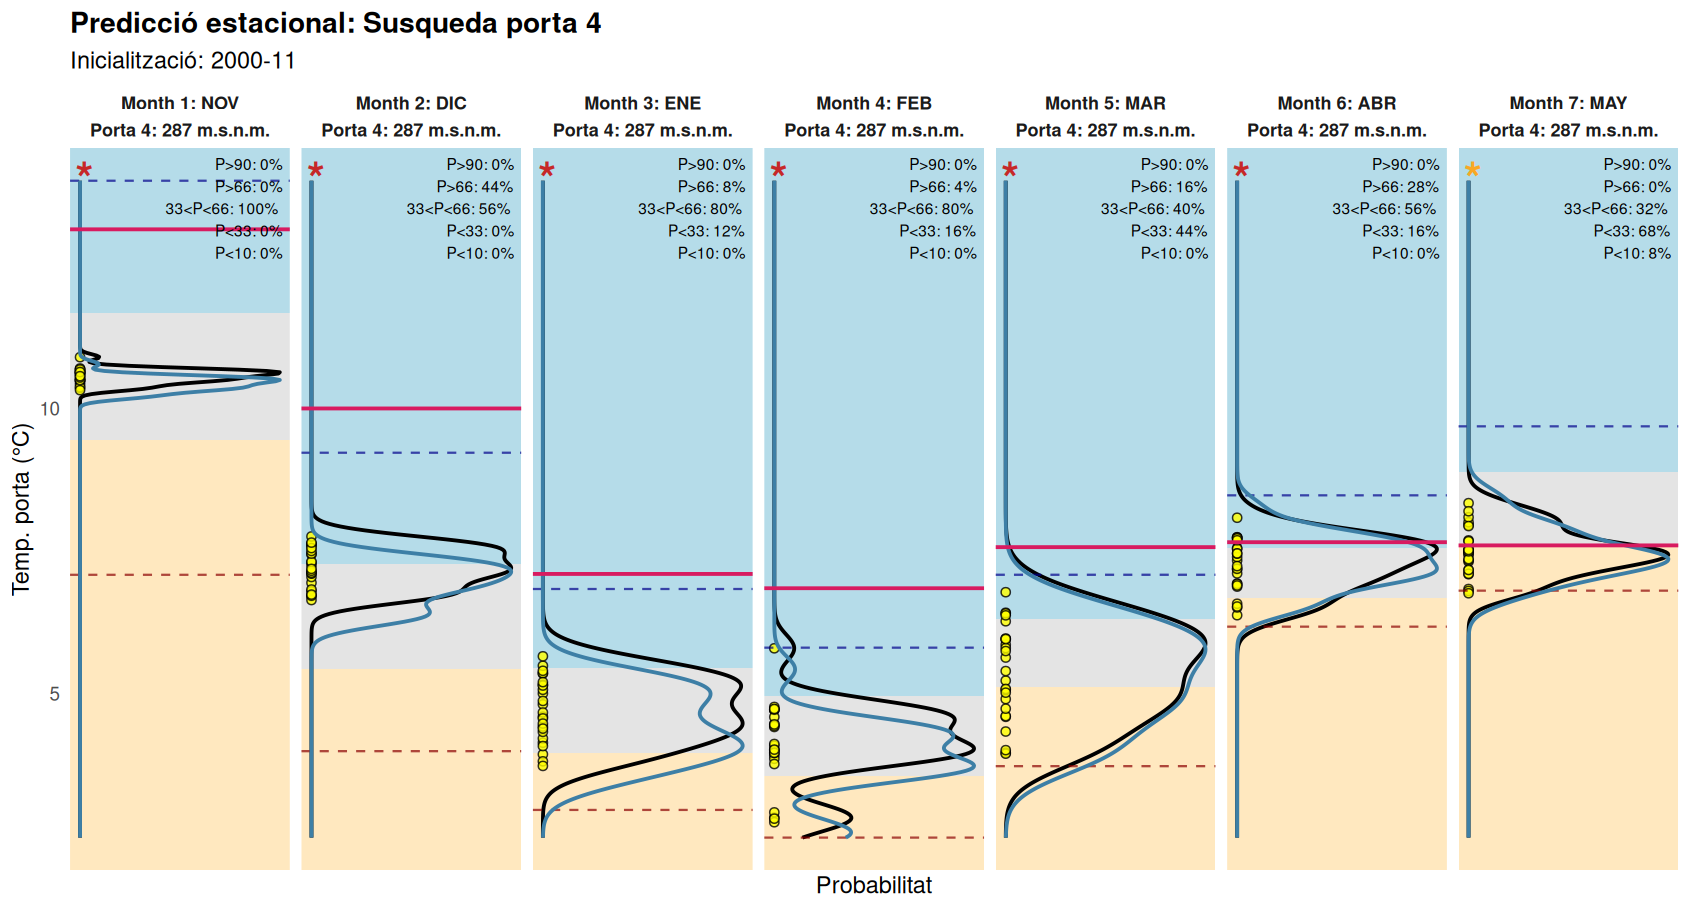 Predicció estacional: Susqueda porta 4
Inicialització: 2000-11
Month 1: NOV
Porta 4: 287 m.s.n.m.
Month 2: DIC
Porta 4: 287 m.s.n.m.
Month 3: ENE
Porta 4: 287 m.s.n.m.
Month 4: FEB
Porta 4: 287 m.s.n.m.
Month 5: MAR
Porta 4: 287 m.s.n.m.
Month 6: ABR
Porta 4: 287 m.s.n.m.
Month 7: MAY
Porta 4: 287 m.s.n.m.
*
P>90: 0%
P>66: 0%
33<P<66: 100%
P<33: 0%
P<10: 0%
*
P>90: 0%
P>66: 44%
33<P<66: 56%
P<33: 0%
P<10: 0%
*
P>90: 0%
P>66: 8%
33<P<66: 80%
P<33: 12%
P<10: 0%
*
P>90: 0%
P>66: 4%
33<P<66: 80%
P<33: 16%
P<10: 0%
*
P>90: 0%
P>66: 16%
33<P<66: 40%
P<33: 44%
P<10: 0%
*
P>90: 0%
P>66: 28%
33<P<66: 56%
P<33: 16%
P<10: 0%
*
P>90: 0%
P>66: 0%
33<P<66: 32%
P<33: 68%
P<10: 8%
10
5
Temp. porta (°C)
Probabilitat